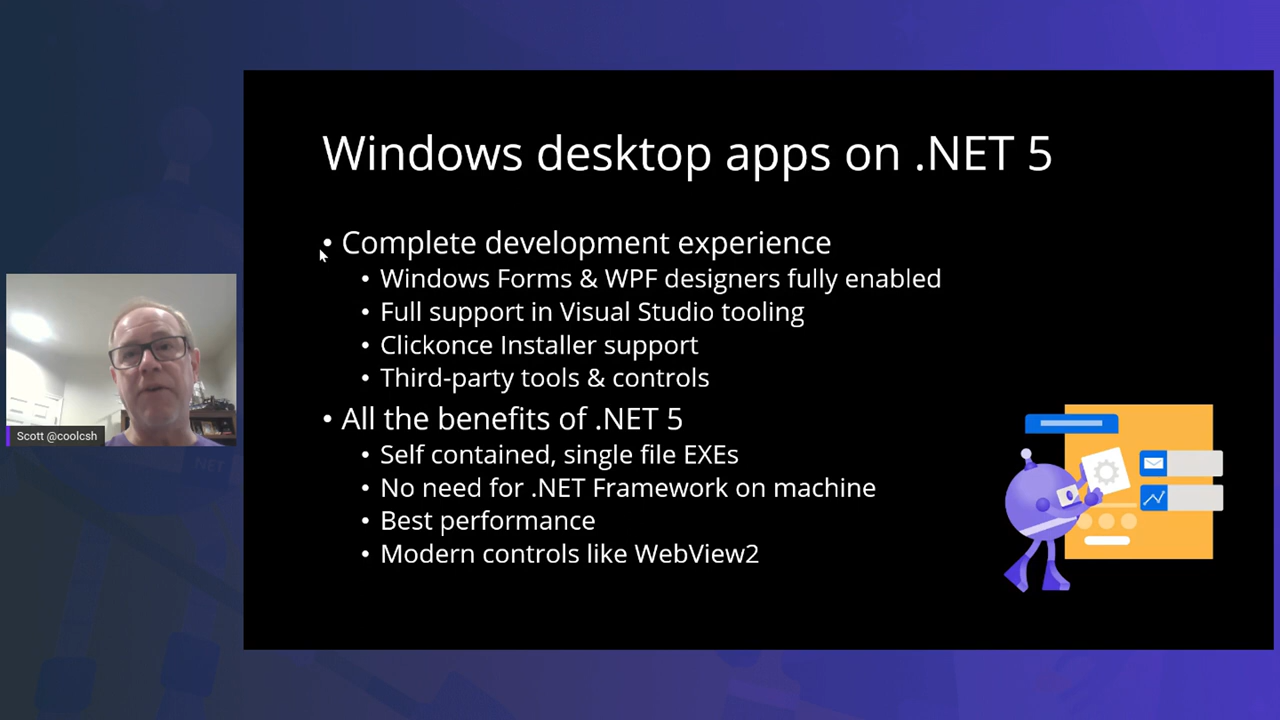 Windows desktop apps on .NET 5
• Complete development experience
• Windows Forms & WPF designers fully enabled
• Full support in Visual Studio tooling
• Clickonce Installer support
• Third-party tools & controls
• All the benefits of .NET 5
• Self contained, single file EXEs
• No need for .NET Framework on machine
• Best performance
• Modern controls like WebView2
Scott @coolcsh
.NET